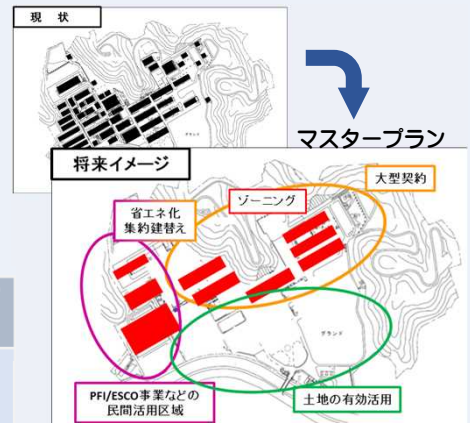 現 状
マスタープラン
将来イメージ
大型契約
ゾーニング
省エネ化
集約建替え
グランド
PFI/ESCO事業などの
民間活用区域
土地の有効活用